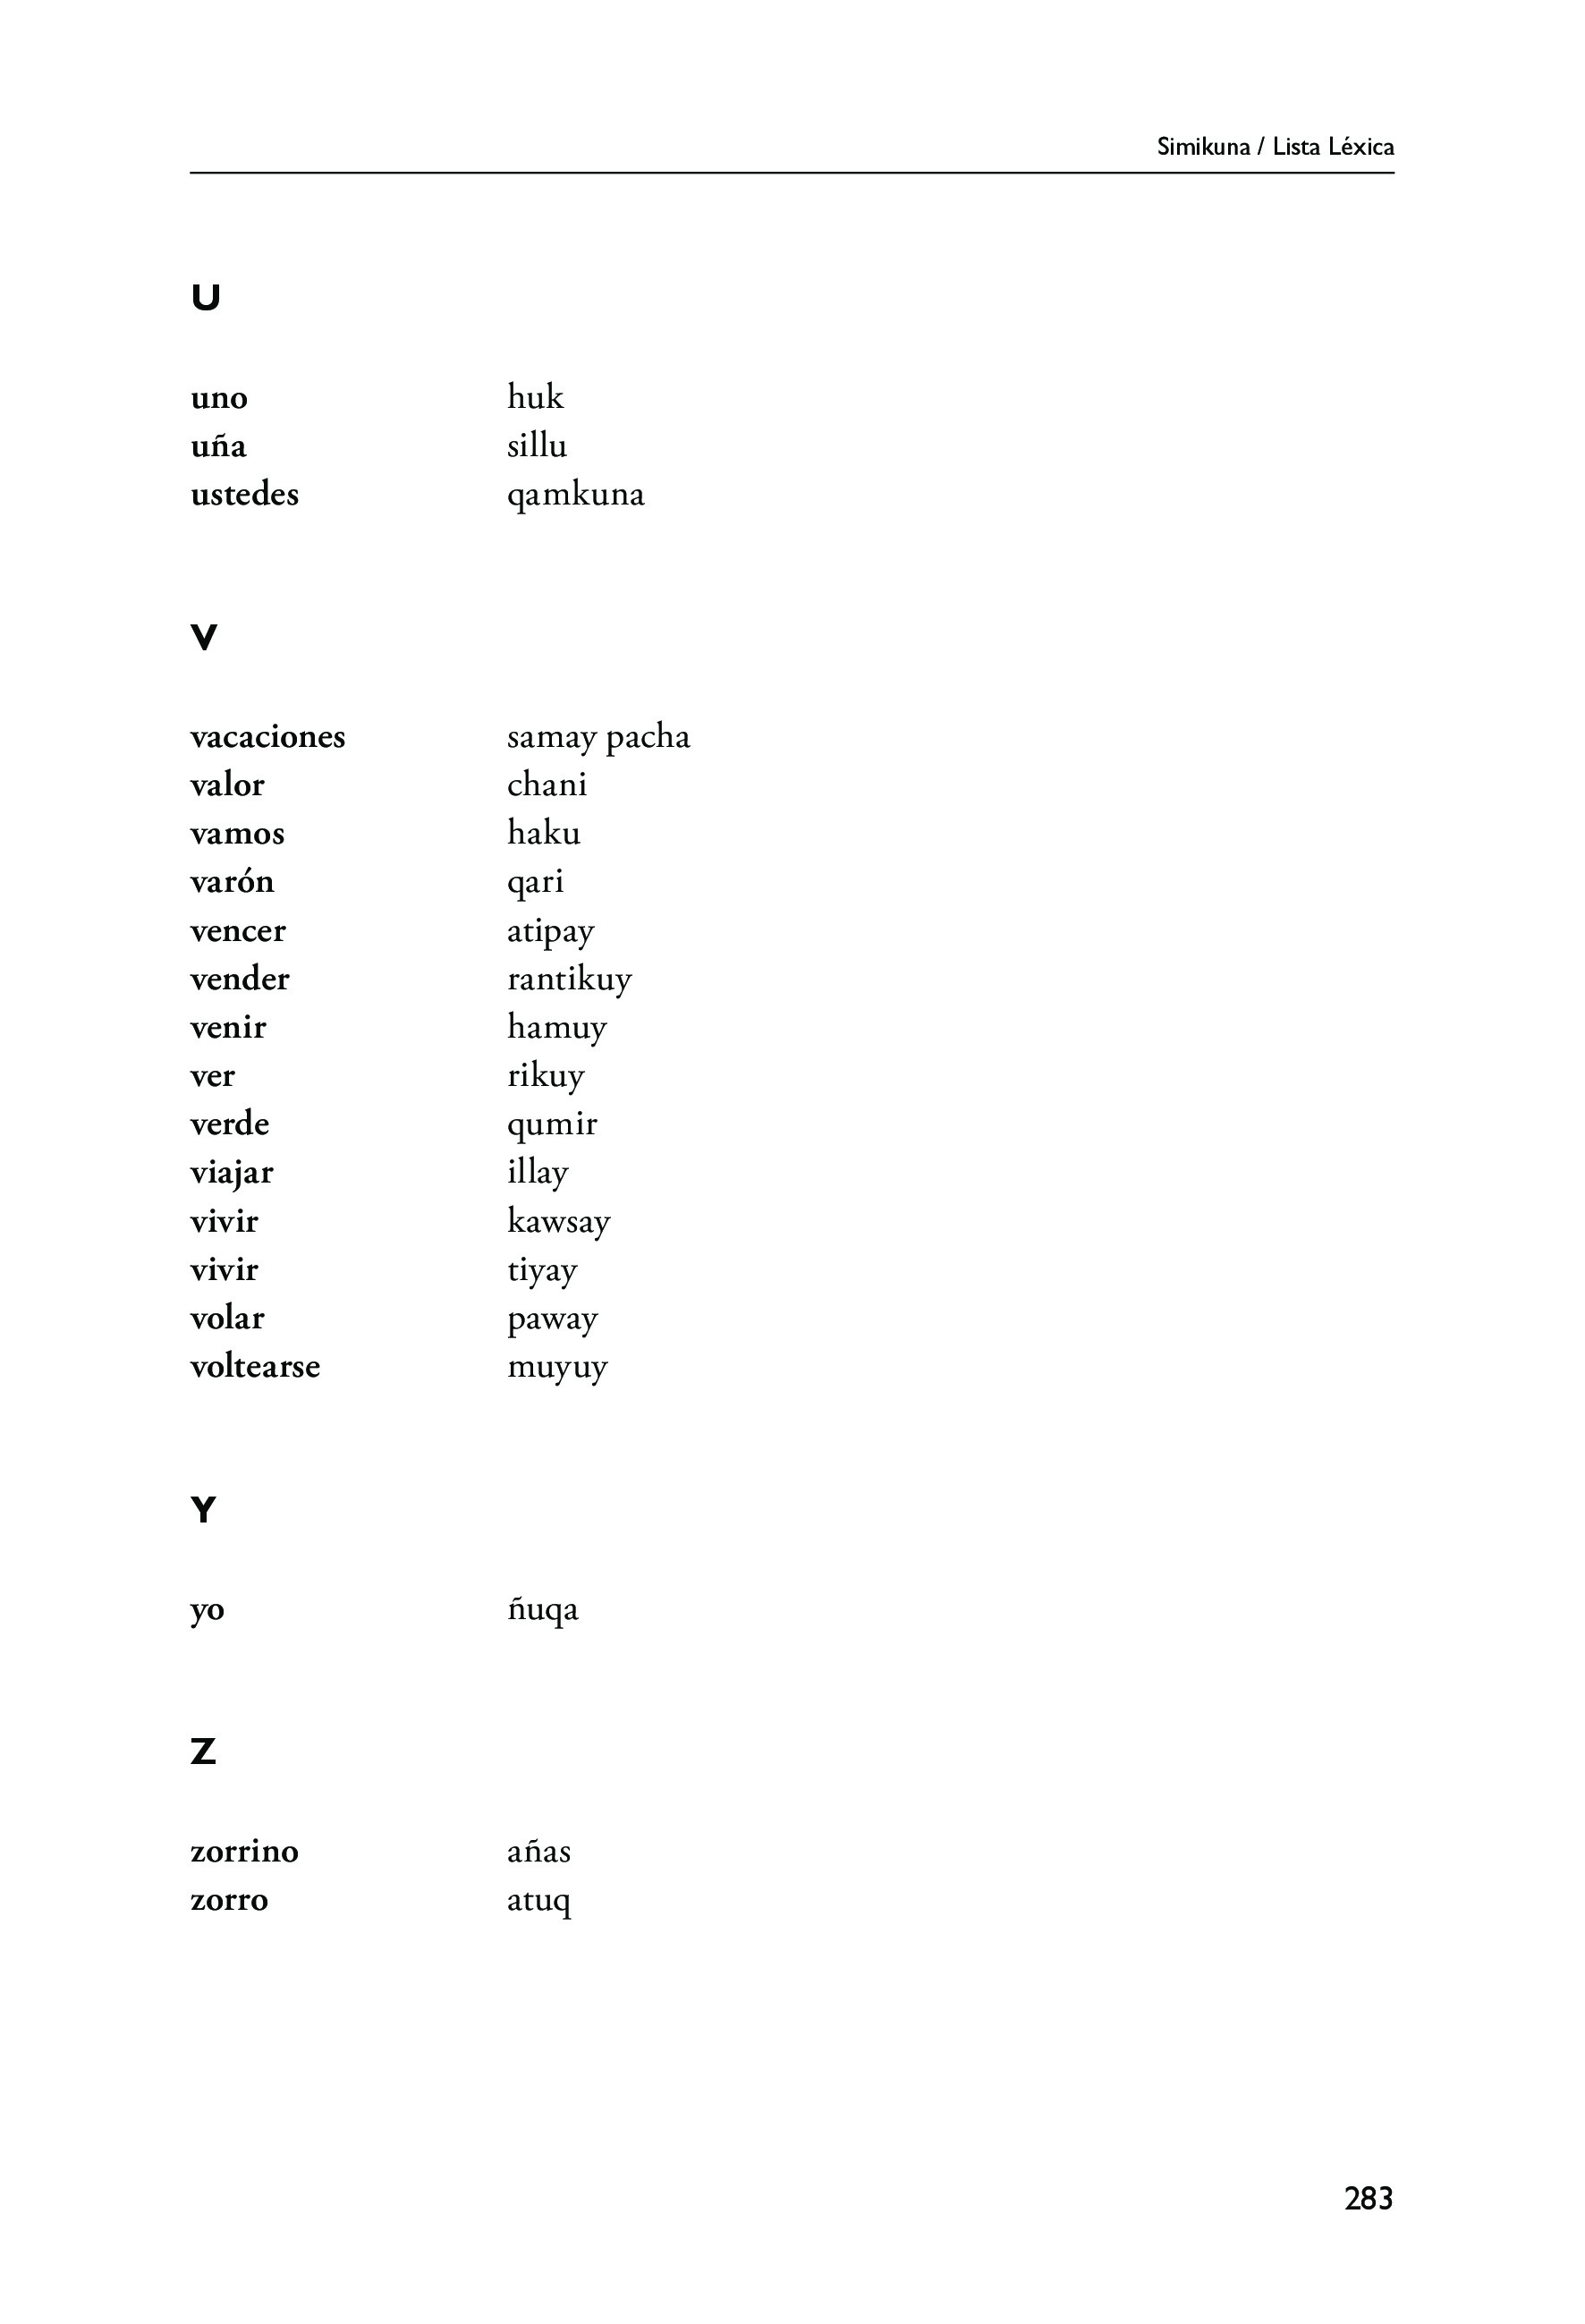 Simikuna / Lista Léxica
U
uno huk
uña sillu
ustedes qamkuna
V
vacaciones samay pacha
valor chani
vamos haku
varón qari
vencer atipay
vender rantikuy
venir hamuy
ver rikuy
verde qumir
viajar illay
vivir kawsay
vivir tiyay
volar paway
voltearse muyuy
Y
yo ñuqa
Z
zorrino añas
zorro atuq
283